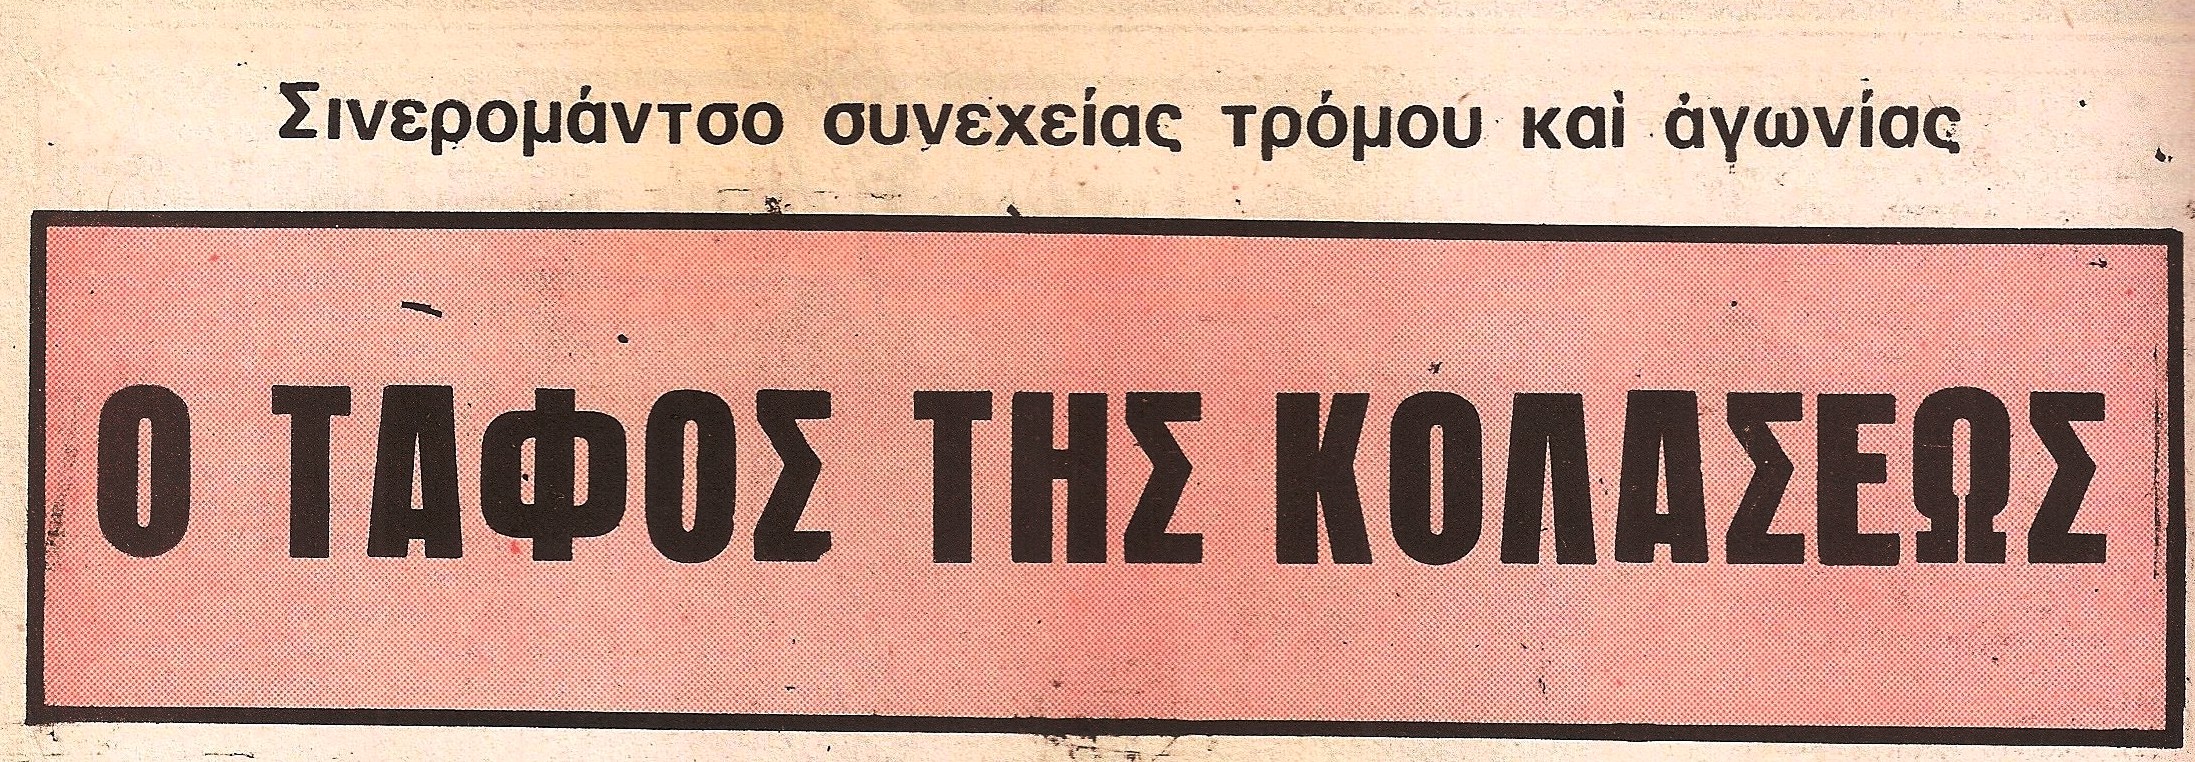 Σινερομάντσο συνεχείας τρόμου καὶ ἀγωνίας
Ο ΤΑΦΟΣ ΤΗΣ ΚΟΛΑΣΕΩΣ